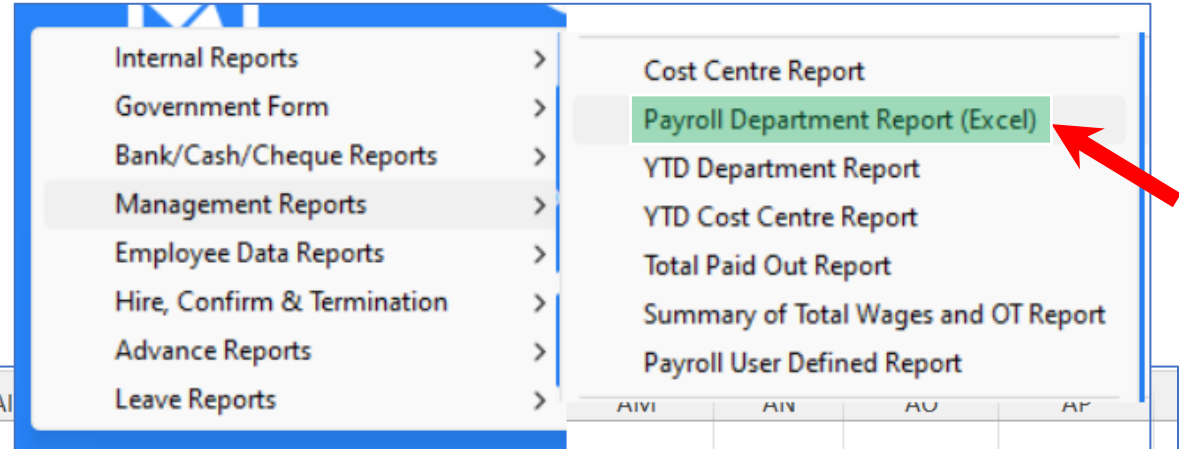 Internal Reports
Government Form
Bank/Cash/Cheque Reports
Management Reports
Employee Data Reports
Hire, Confirm & Termination
Advance Reports
Leave Reports
Cost Centre Report
Payroll Department Report (Excel)
YTD Department Report
YTD Cost Centre Report
Total Paid Out Report
Summary of Total Wages and OT Report
Payroll User Defined Report
AM AN AO AP